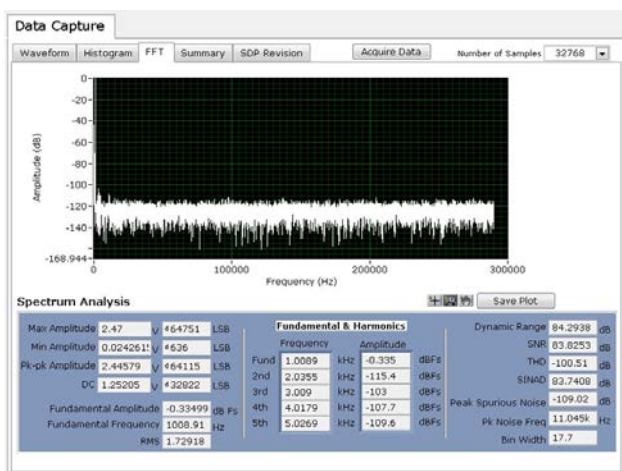 Data Capture
Waveform Histogram FFT Summary SDP Revision Acquire Data Number of Samples 32768
0
-20
-40
-60
-80
-100
-120
-140
-168.944
Amplitude (dB)
0 100000 200000 300000
Frequency (Hz)
Spectrum Analysis Save Plot
Max Amplitude 2.47 V #64751 LSB
Min Amplitude 0.024261 V #636 LSB
Pk-pk Amplitude 2.44579 V #64115 LSB
DC 1.25205 V #32822 LSB
Fundamental Amplitude -0.33499 dB Fs
Fundamental Frequency 1008.91 Hz
RMS 1.72918
Fundamental & Harmonics
Frequency Amplitude
Fund 1.0089 kHz -0.335 dBFs
2nd 2.0355 kHz -115.4 dBFs
3rd 3.009 kHz -103 dBFs
4th 4.0179 kHz -107.7 dBFs
5th 5.0269 kHz -109.6 dBFs
Dynamic Range 84.2938 dB
SNR 83.8253 dB
THD -100.51 dB
SINAD 83.7408 dB
Peak Spurious Noise -109.02 dB
Pk Noise Freq 11.045k Hz
Bin Width 17.7